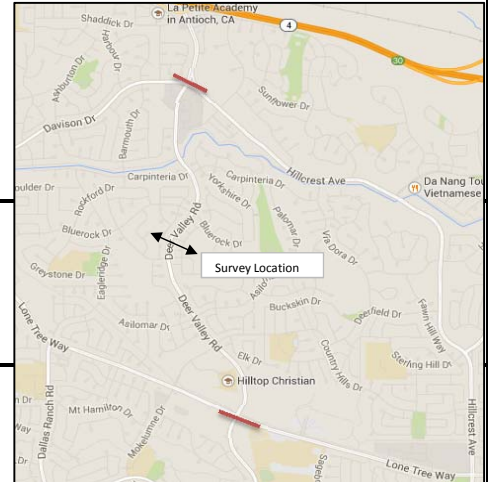 La Petite Academy
in Antioch, CA
Shaddick Dr
4
30
Harbour Dr
Ashburton Dr
Sunflower Dr
Davison Dr
Barmouth Dr
Hillcrest Ave
Carpinteria Dr
Carpinteria Dr
Da Nang Tou
Vietnamese
oulder Dr
Rockford Dr
Yorkshire Dr
Palomar Dr
Bluerock Dr
Deer Valley Rd
Bluerock Dr
Via Dora Dr
Survey Location
Eagleridge Dr
Greystone Dr
Buckskin Dr
Deerfield Dr
Fawn Hill Way
Lone Tree Way
Asilomar Dr
Deer Valley Rd
Elk Dr
Country Hills Dr
Sterling Hill D
Hilltop Christian
Dallas Ranch Rd
Mt Hamilton Dr
n Dr
Way
Mokelumne Dr
Hillcrest Ave
Lone Tree Way